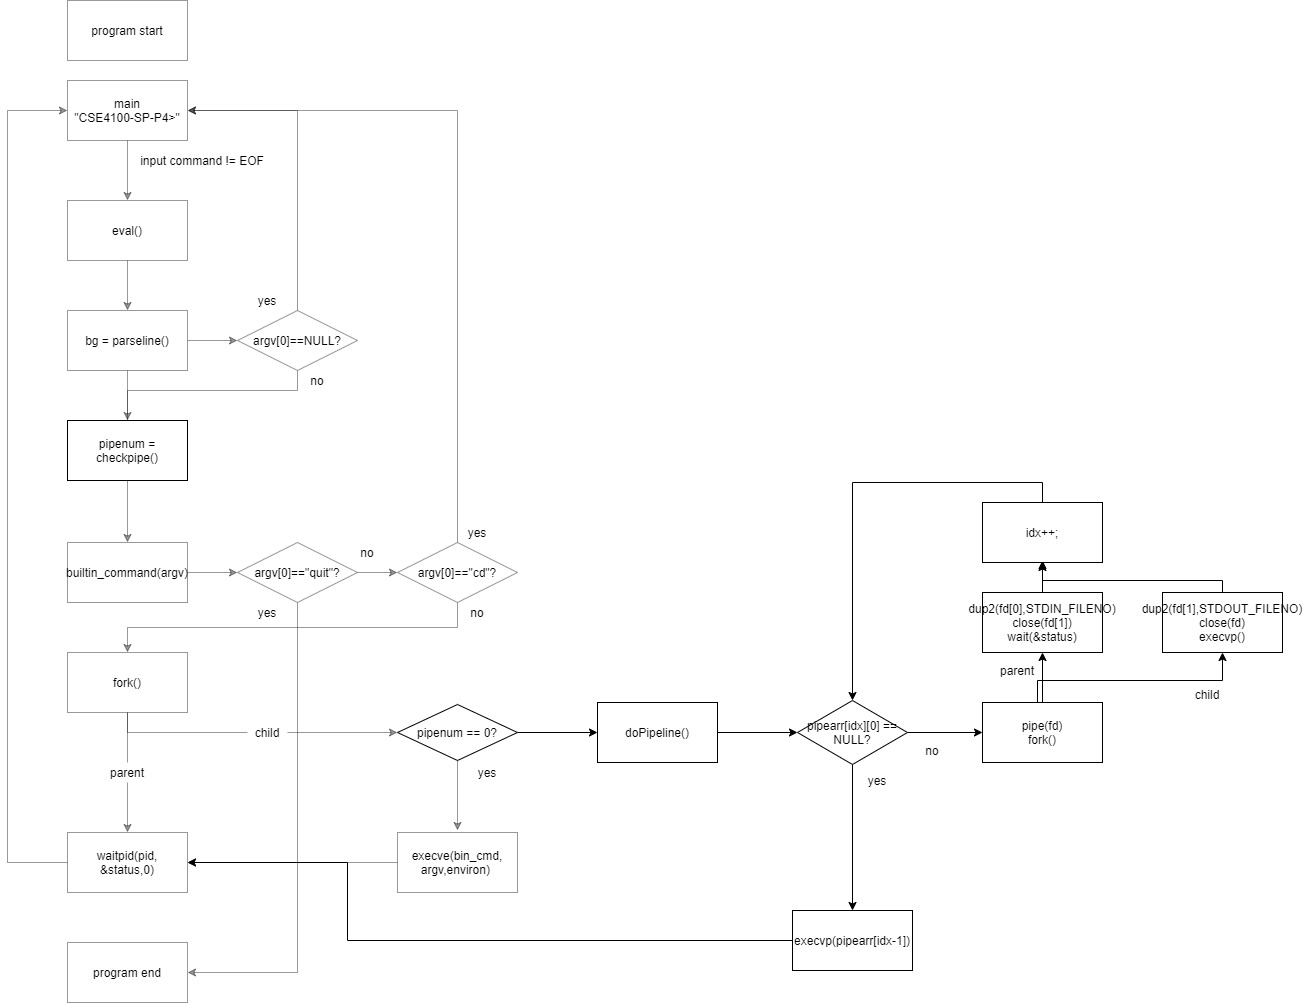 program start
main
"CSE4100-SP-P4>"
input command != EOF
eval()
yes
bg = parseline()
argv[0]==NULL?
no
pipenum =
checkpipe()
yes
idx++;
no
builtin_command(argv)
argv[0]=="quit"?
argv[0]=="cd"?
yes
no
dup2(fd[0],STDIN_FILENO)
close(fd[1])
wait(&status)
dup2(fd[1],STDOUT_FILENO)
close(fd)
execvp()
parent
child
fork()
child
pipenum == 0?
doPipeline()
pipearr[idx][0] ==
NULL?
no
pipe(fd)
fork()
parent
yes
yes
waitpid(pid,
&status,0)
execve(bin_cmd,
argv,environ)
execvp(pipearr[idx-1])
program end